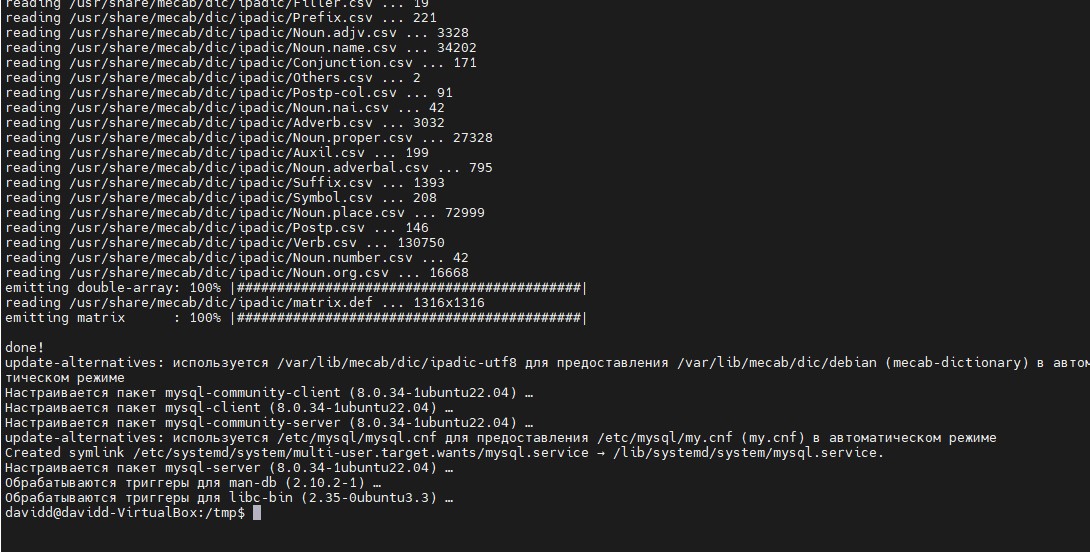 reading /usr/share/mecab/dic/ipadic/Filler.csv ... 19
reading /usr/share/mecab/dic/ipadic/Prefix.csv ... 221
reading /usr/share/mecab/dic/ipadic/Noun.adjv.csv ... 3328
reading /usr/share/mecab/dic/ipadic/Noun.name.csv ... 34202
reading /usr/share/mecab/dic/ipadic/Conjunction.csv ... 171
reading /usr/share/mecab/dic/ipadic/Others.csv ... 2
reading /usr/share/mecab/dic/ipadic/Postp-col.csv ... 91
reading /usr/share/mecab/dic/ipadic/Noun.nai.csv ... 42
reading /usr/share/mecab/dic/ipadic/Adverb.csv ... 3032
reading /usr/share/mecab/dic/ipadic/Noun.proper.csv ... 27328
reading /usr/share/mecab/dic/ipadic/Auxil.csv ... 199
reading /usr/share/mecab/dic/ipadic/Noun.adverbal.csv ... 795
reading /usr/share/mecab/dic/ipadic/Suffix.csv ... 1393
reading /usr/share/mecab/dic/ipadic/Symbol.csv ... 208
reading /usr/share/mecab/dic/ipadic/Noun.place.csv ... 72999
reading /usr/share/mecab/dic/ipadic/Postp.csv ... 146
reading /usr/share/mecab/dic/ipadic/Verb.csv ... 130750
reading /usr/share/mecab/dic/ipadic/Noun.number.csv ... 42
reading /usr/share/mecab/dic/ipadic/Noun.org.csv ... 16668
emitting double-array: 100% |###########################################|
reading /usr/share/mecab/dic/ipadic/matrix.def ... 1316x1316
emitting matrix      : 100% |###########################################|
done!
update-alternatives: используется /var/lib/mecab/dic/ipadic-utf8 для предоставления /var/lib/mecab/dic/debian (mecab-dictionary) в автом
тическом режиме
Настраивается пакет mysql-community-client (8.0.34-1ubuntu22.04) …
Настраивается пакет mysql-client (8.0.34-1ubuntu22.04) …
Настраивается пакет mysql-community-server (8.0.34-1ubuntu22.04) …
update-alternatives: используется /etc/mysql/mysql.cnf для предоставления /etc/mysql/my.cnf (my.cnf) в автоматическом режиме
Created symlink /etc/systemd/system/multi-user.target.wants/mysql.service → /lib/systemd/system/mysql.service.
Настраивается пакет mysql-server (8.0.34-1ubuntu22.04) …
Обрабатываются триггеры для man-db (2.10.2-1) …
Обрабатываются триггеры для libc-bin (2.35-0ubuntu3.3) …
davidd@davidd-VirtualBox:/tmp$